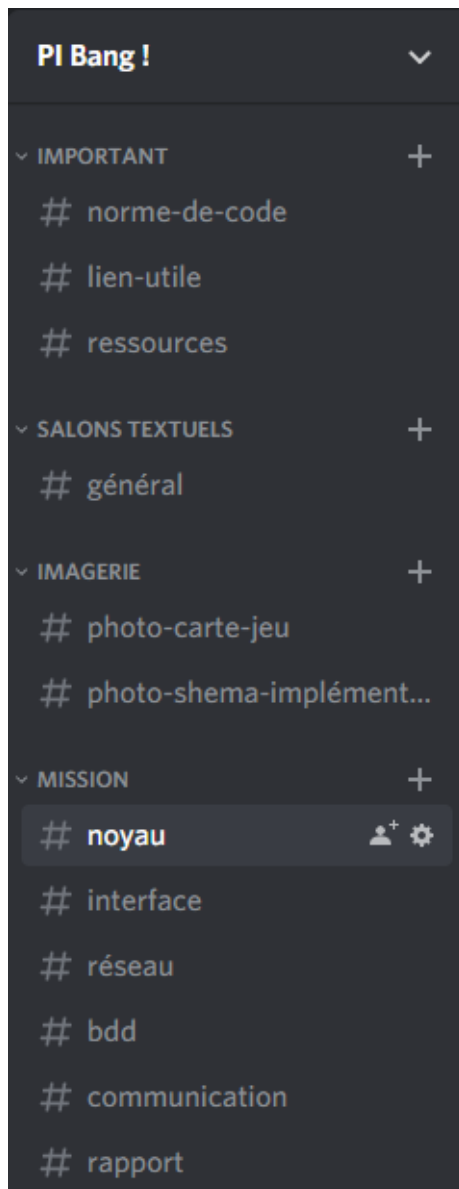 PI Bang !
IMPORTANT
# norme-de-code
# lien-utile
# ressources
SALONS TEXTUELS
# général
IMAGERIE
# photo-carte-jeu
# photo-shema-implément...
MISSION
# noyau
# interface
# réseau
# bdd
# communication
# rapport